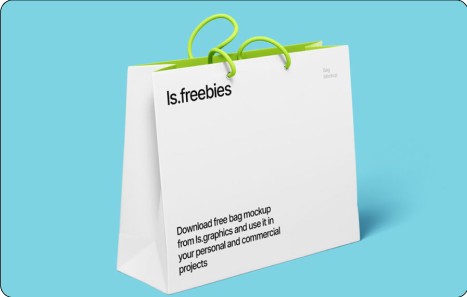 ls.freebies
Bag
Mockup
Download free bag mockup
from ls.graphics and use it in
your personal and commercial
projects